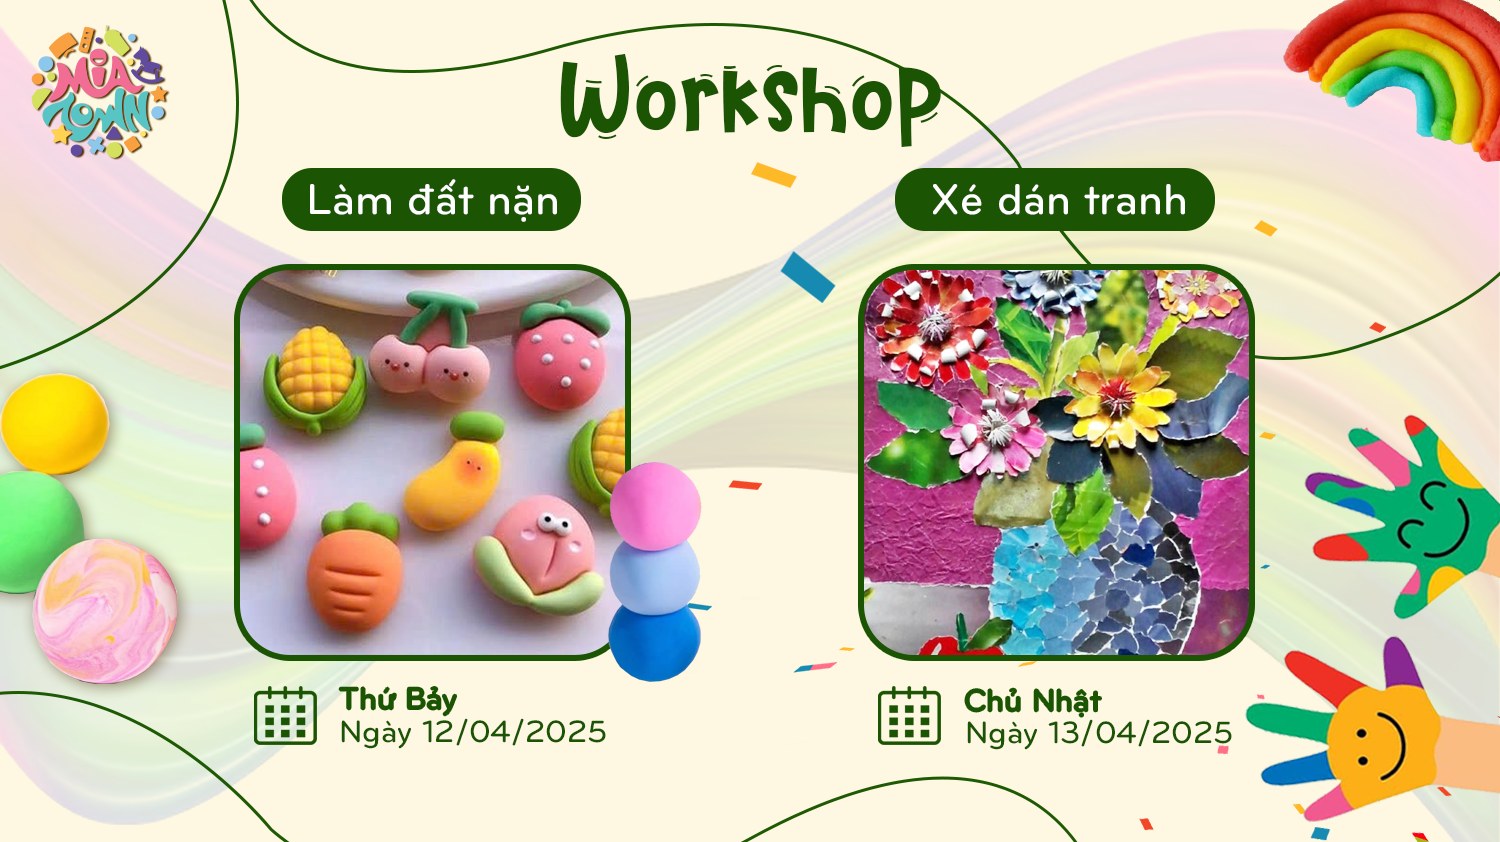 MIA
TOWN
Workshop
Làm đất nặn
Xé dán tranh
Thứ Bảy
Ngày 12/04/2025
Chủ Nhật
Ngày 13/04/2025